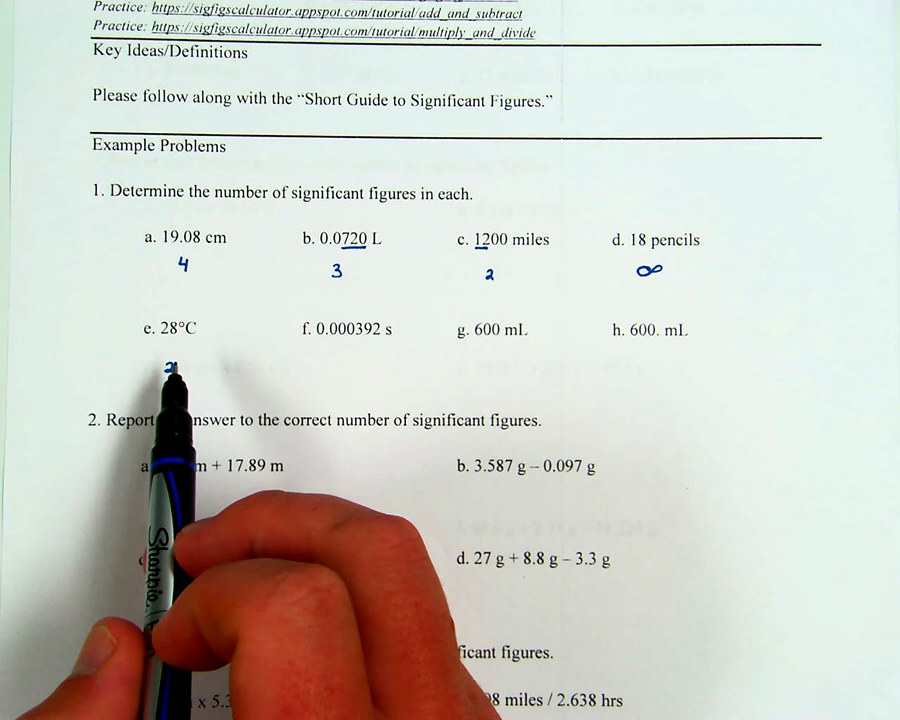 Practice: https://sigfigscalculator.appspot.com/tutorial/add_and_subtract
Practice: https://sigfigscalculator.appspot.com/tutorial/multiply_and_divide
Key Ideas/Definitions
Please follow along with the “Short Guide to Significant Figures.”
Example Problems
1. Determine the number of significant figures in each.
a. 19.08 cm b. 0.0720 L c. 1200 miles d. 18 pencils
4 3 2 ∞
e. 28°C f. 0.000392 s g. 600 mL h. 600. mL
2
2. Report nswer to the correct number of significant figures.
a m + 17.89 m b. 3.587 g – 0.097 g
d. 27 g + 8.8 g – 3.3 g
Sharpie
ficant figures.
x 5.3 8 miles / 2.638 hrs